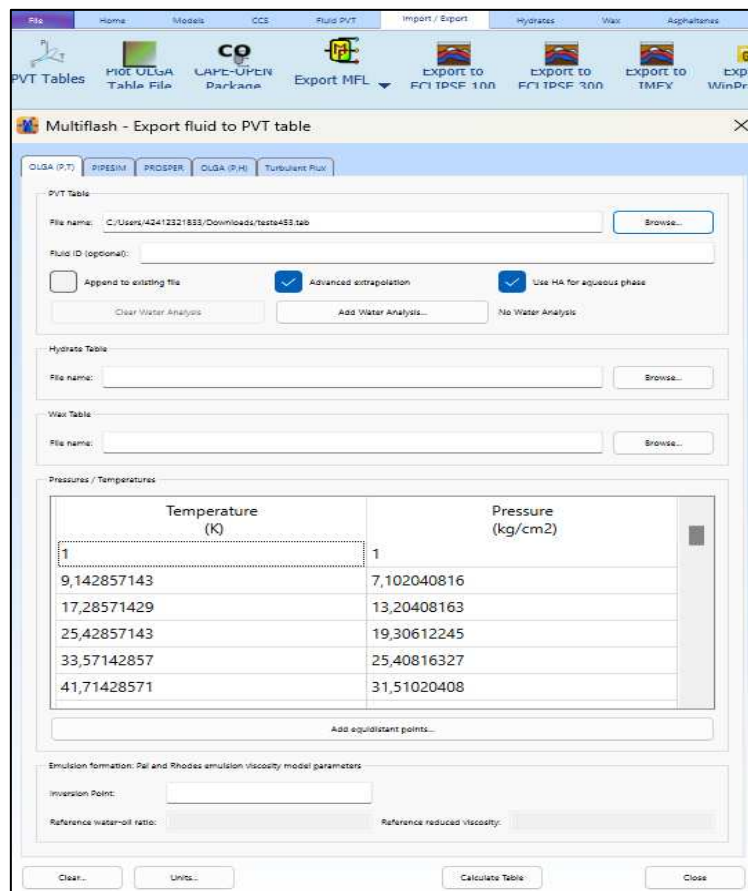 File Home Models CCS Fluid PVT Import / Export Hydrates Wax Asphaltenes
PVT Tables
Plot OLGA
Table File
CO
CAPE-OPEN
Package
Export MFL
Export to
ECLIPSE 100
Export to
ECLIPSE 300
Export to
IMEX
Multiflash - Export fluid to PVT table
OLGA (P,T) PIPESIM PROSPER OLGA (P,H) Turbulent Flux
PVT Table
File name: C:/Users/42412321833/Downloads/teste453.tab Browse...
Fluid ID (optional):
Append to existing file Advanced extrapolation Use HA for aqueous phase
Clear Water Analysis Add Water Analysis... No Water Analysis
Hydrate Table
File name: Browse...
Wax Table
File name: Browse...
Pressures / Temperatures
Temperature Pressure
(K) (kg/cm2)
1 1
9,142857143 7,102040816
17,28571429 13,20408163
25,42857143 19,30612245
33,57142857 25,40816327
41,71428571 31,51020408
Add equidistant points...
Emulsion formation: Pal and Rhodes emulsion viscosity model parameters
Inversion Point:
Reference water-oil ratio: Reference reduced viscosity:
Clear... Units... Calculate Table Close